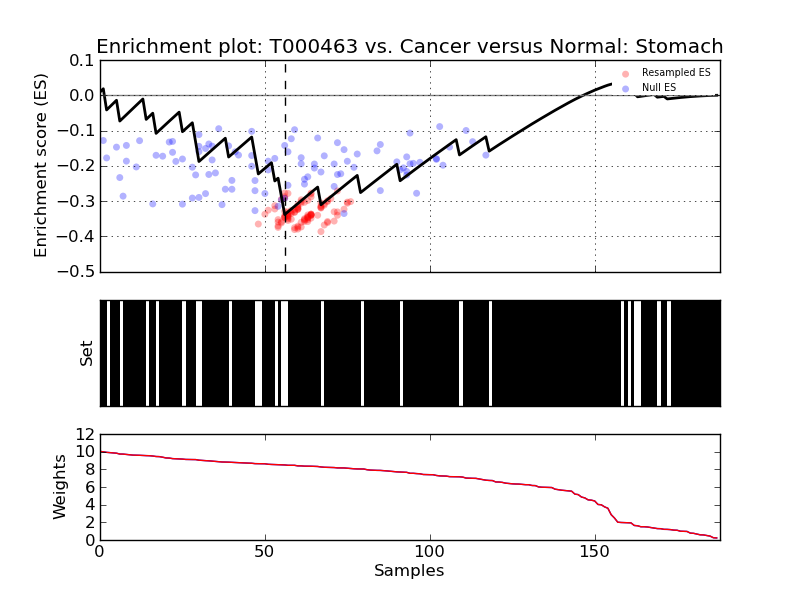 Enrichment plot: T000463 vs. Cancer versus Normal: Stomach
Enrichment score (ES)
0.1
0.0
−0.1
−0.2
−0.3
−0.4
−0.5
Resampled ES
Null ES
Set
Weights
12
10
8
6
4
2
0
0
50
100
150
Samples